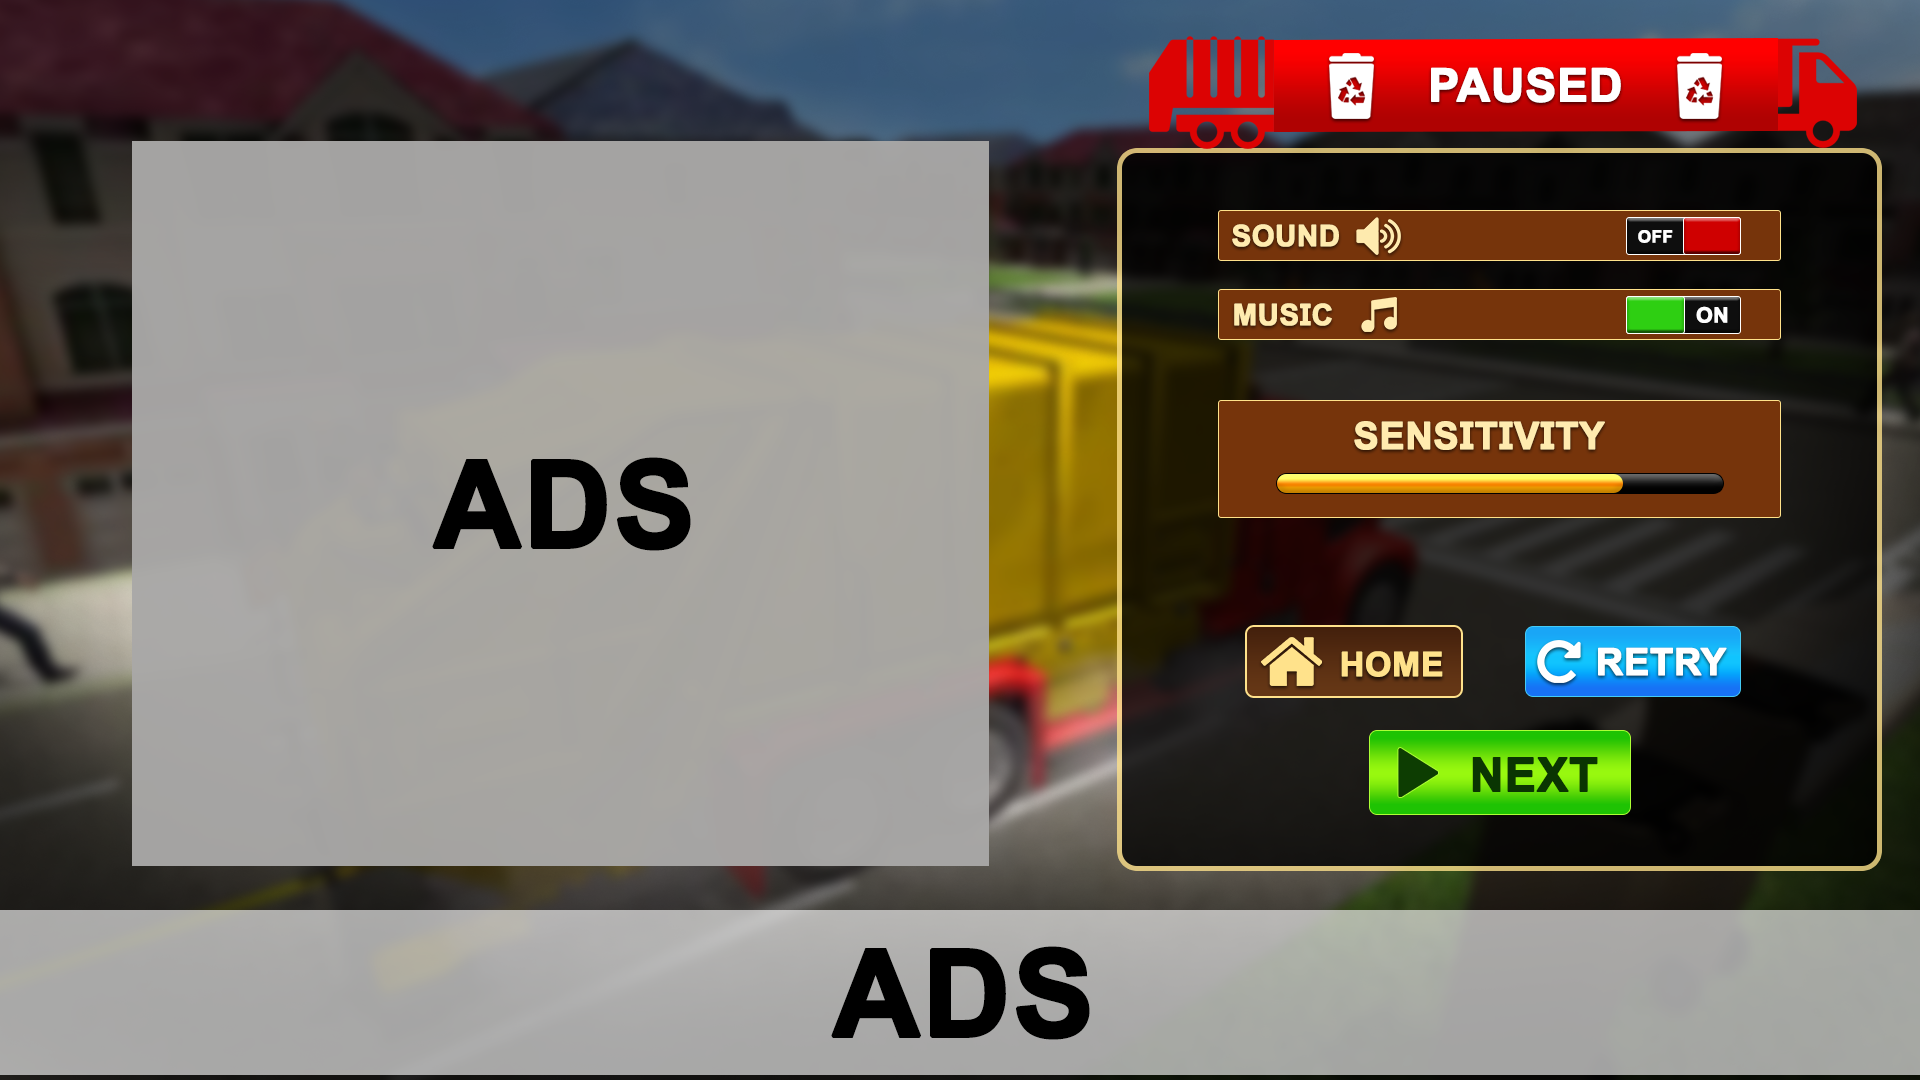 PAUSED
SOUND OFF
MUSIC ON
SENSITIVITY
ADS
HOME RETRY
NEXT
ADS